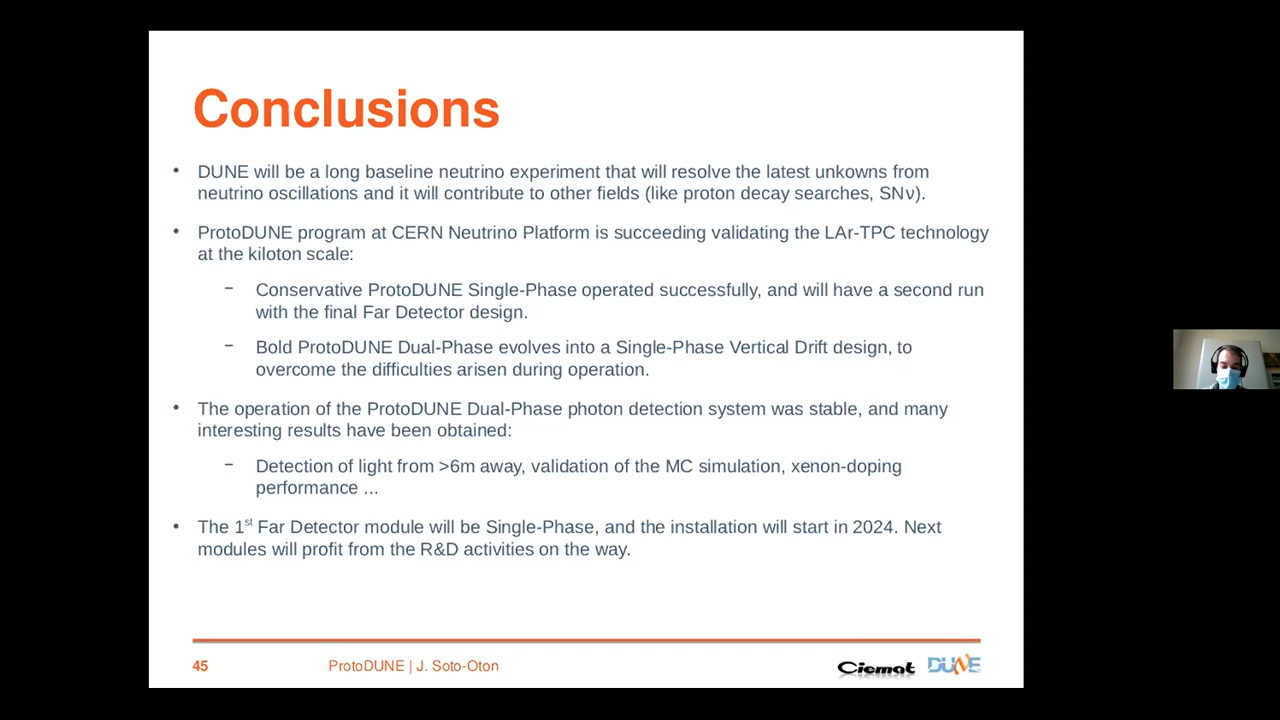 Conclusions
• DUNE will be a long baseline neutrino experiment that will resolve the latest unkowns from
neutrino oscillations and it will contribute to other fields (like proton decay searches, SNν).
• ProtoDUNE program at CERN Neutrino Platform is succeeding validating the LAr-TPC technology
at the kiloton scale:
– Conservative ProtoDUNE Single-Phase operated successfully, and will have a second run
with the final Far Detector design.
– Bold ProtoDUNE Dual-Phase evolves into a Single-Phase Vertical Drift design, to
overcome the difficulties arisen during operation.
• The operation of the ProtoDUNE Dual-Phase photon detection system was stable, and many
interesting results have been obtained:
– Detection of light from >6m away, validation of the MC simulation, xenon-doping
performance ...
• The 1st Far Detector module will be Single-Phase, and the installation will start in 2024. Next
modules will profit from the R&D activities on the way.
45 ProtoDUNE | J. Soto-Oton Ciemat DUNE